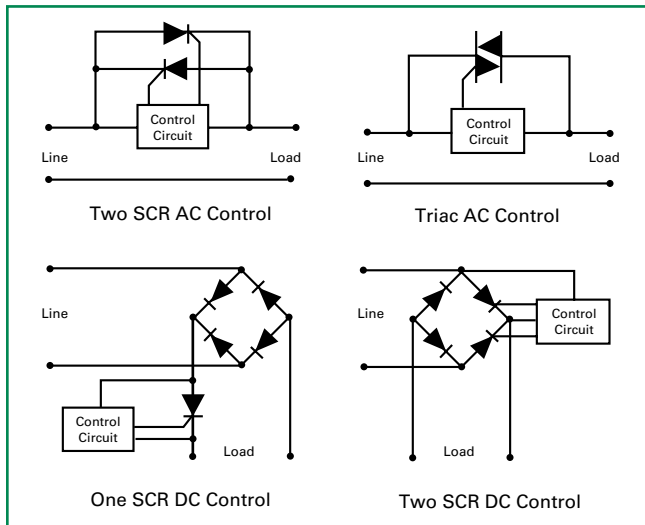 Control
Circuit
Line
Load
Two SCR AC Control
Control
Circuit
Line
Load
Triac AC Control
Line
Control
Circuit
Load
One SCR DC Control
Line
Control
Circuit
Load
Two SCR DC Control